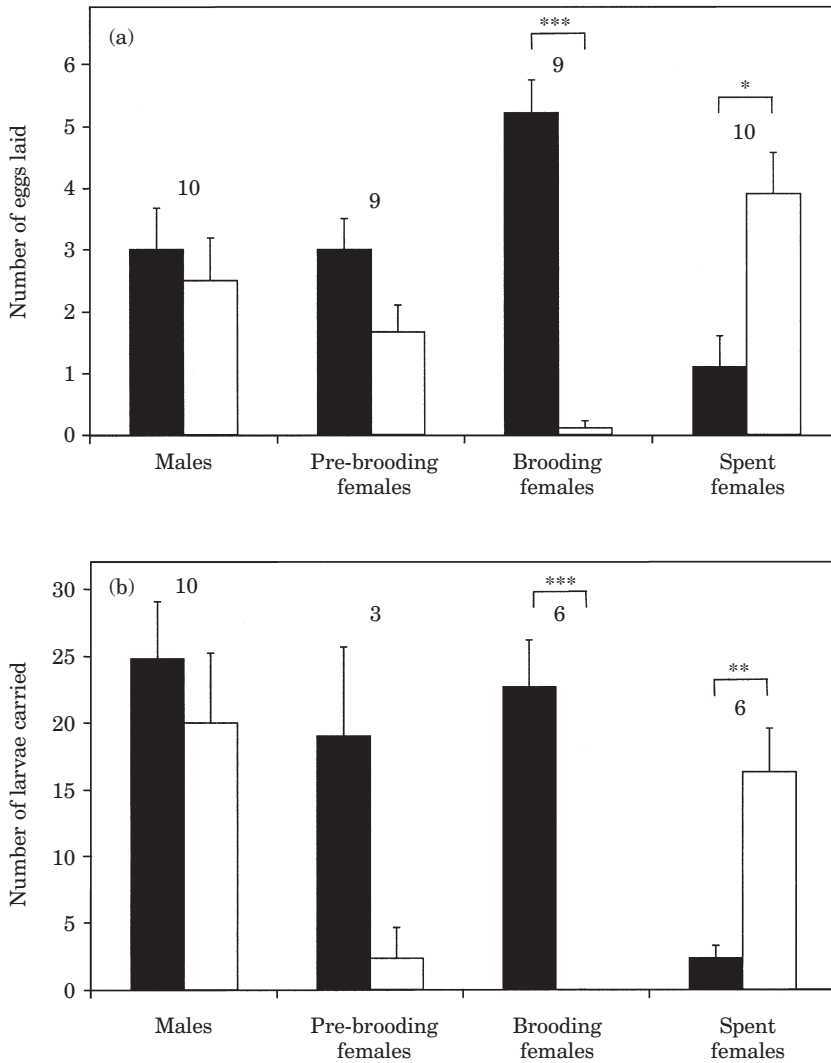 (a)
Number of eggs laid
6
5
4
3
2
1
0
10
9
***
9
*
10
Males
Pre-brooding
females
Brooding
females
Spent
females
(b)
Number of larvae carried
30
25
20
15
10
5
0
10
3
***
6
**
6
Males
Pre-brooding
females
Brooding
females
Spent
females